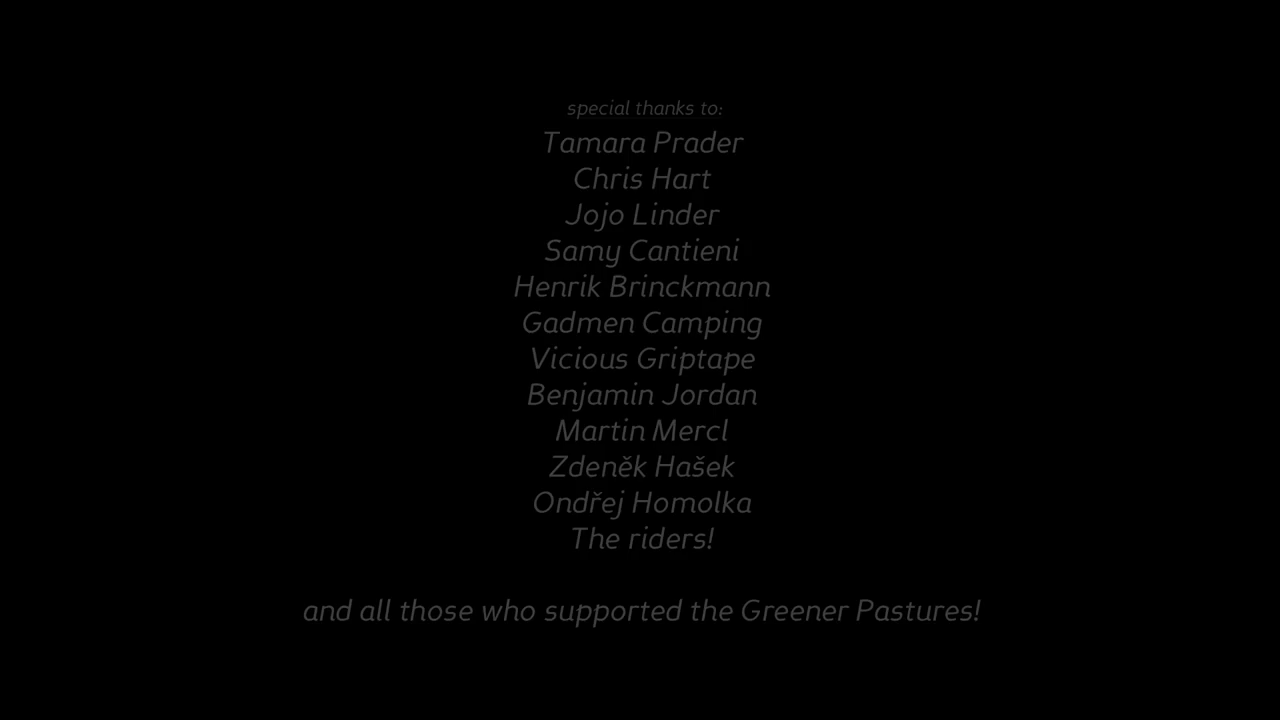 special thanks to:
Tamara Prader
Chris Hart
Jojo Linder
Samy Cantieni
Henrik Brinckmann
Gadmen Camping
Vicious Griptape
Benjamin Jordan
Martin Mercl
Zdeněk Hašek
Ondřej Homolka
The riders!
and all those who supported the Greener Pastures!